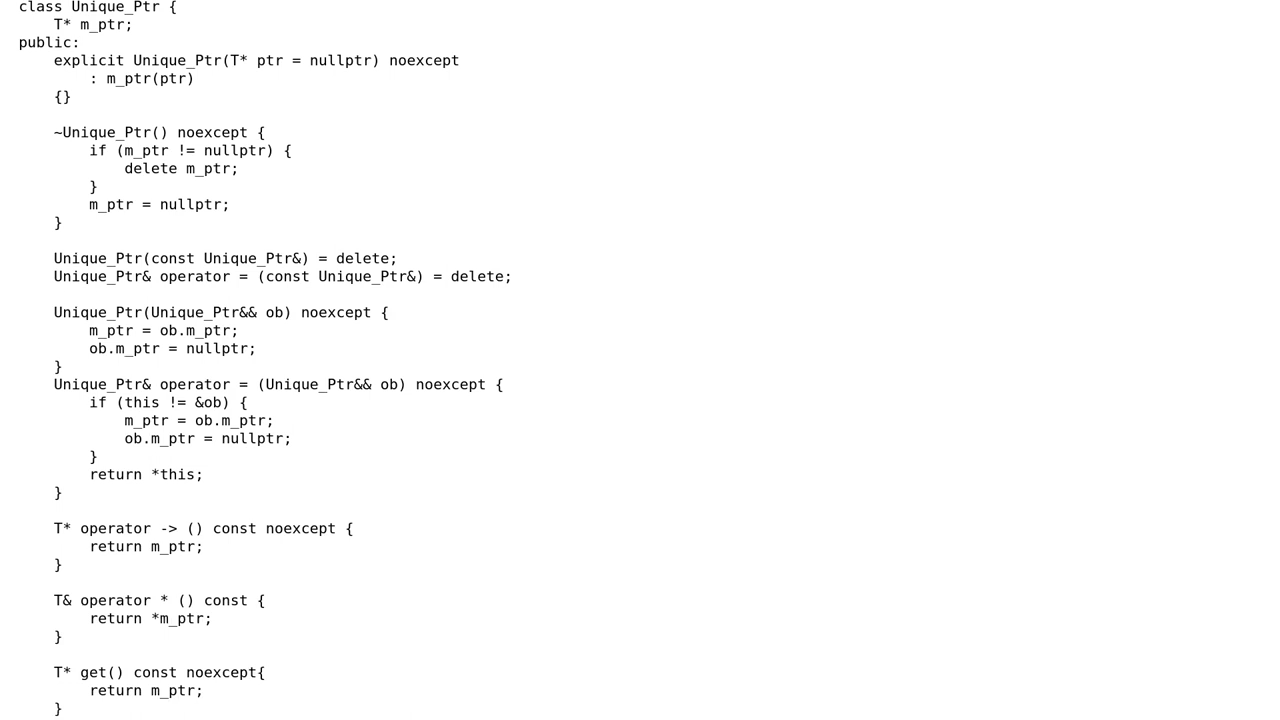 class Unique_Ptr {
    T* m_ptr;
public:
    explicit Unique_Ptr(T* ptr = nullptr) noexcept
        : m_ptr(ptr)
    {}

    ~Unique_Ptr() noexcept {
        if (m_ptr != nullptr) {
            delete m_ptr;
        }
        m_ptr = nullptr;
    }

    Unique_Ptr(const Unique_Ptr&) = delete;
    Unique_Ptr& operator = (const Unique_Ptr&) = delete;

    Unique_Ptr(Unique_Ptr&& ob) noexcept {
        m_ptr = ob.m_ptr;
        ob.m_ptr = nullptr;
    }
    Unique_Ptr& operator = (Unique_Ptr&& ob) noexcept {
        if (this != &ob) {
            m_ptr = ob.m_ptr;
            ob.m_ptr = nullptr;
        }
        return *this;
    }

    T* operator -> () const noexcept {
        return m_ptr;
    }

    T& operator * () const {
        return *m_ptr;
    }

    T* get() const noexcept{
        return m_ptr;
    }